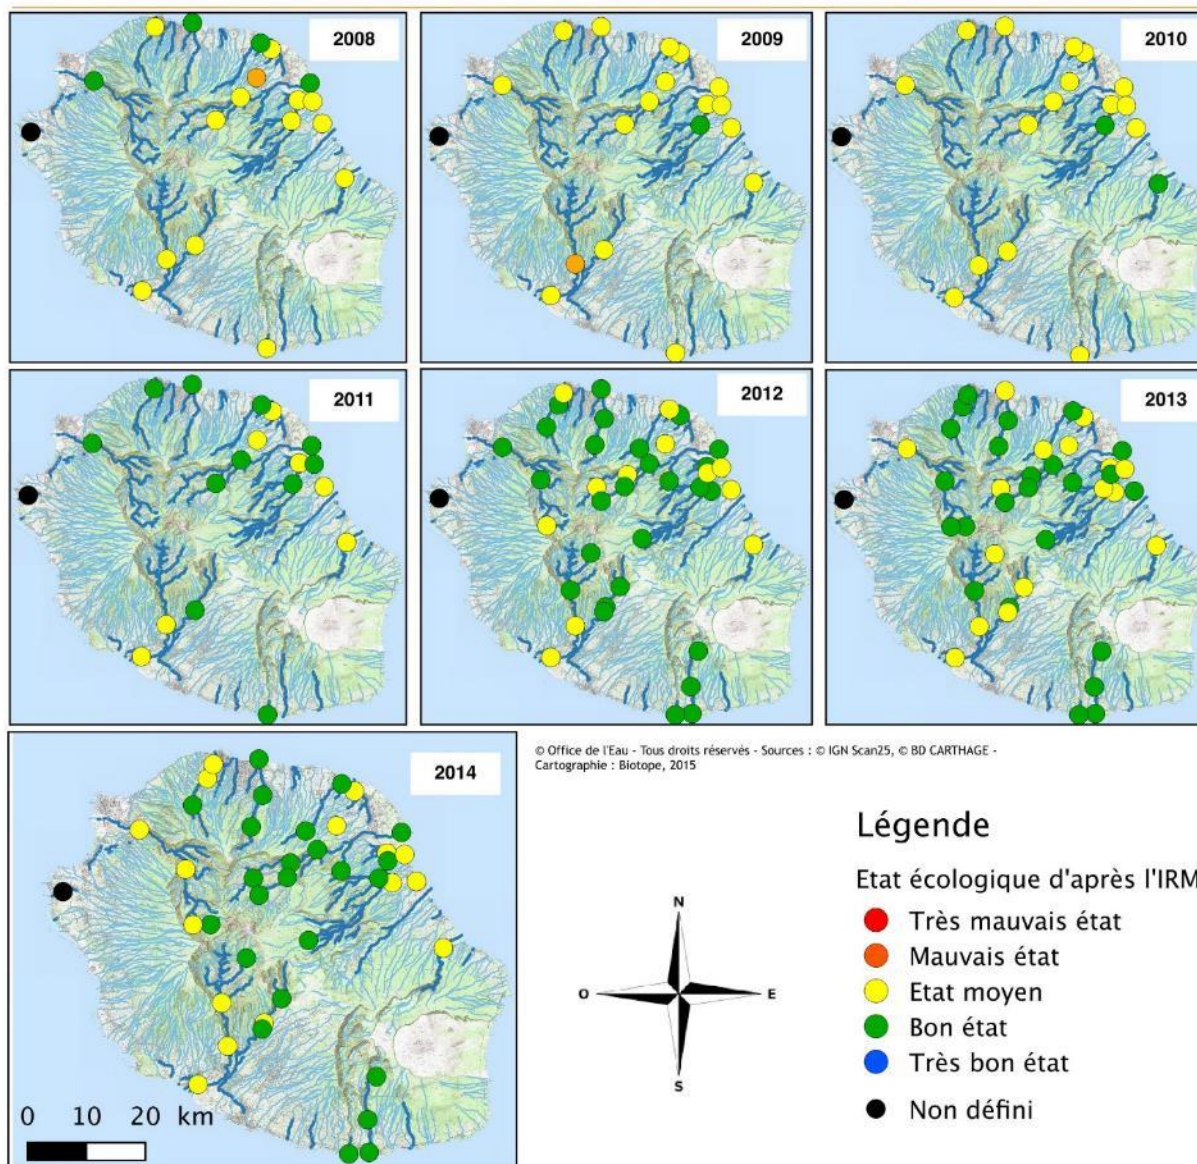 2008
2009
2010
2011
2012
2013
2014
© Office de l'Eau - Tous droits réservés - Sources : © IGN Scan25, © BD CARTHAGE -
Cartographie : Biotope, 2015
Légende
Etat écologique d'après l'IRM
Très mauvais état
Mauvais état
Etat moyen
Bon état
Très bon état
Non défini
N
O
E
S
0 10 20 km